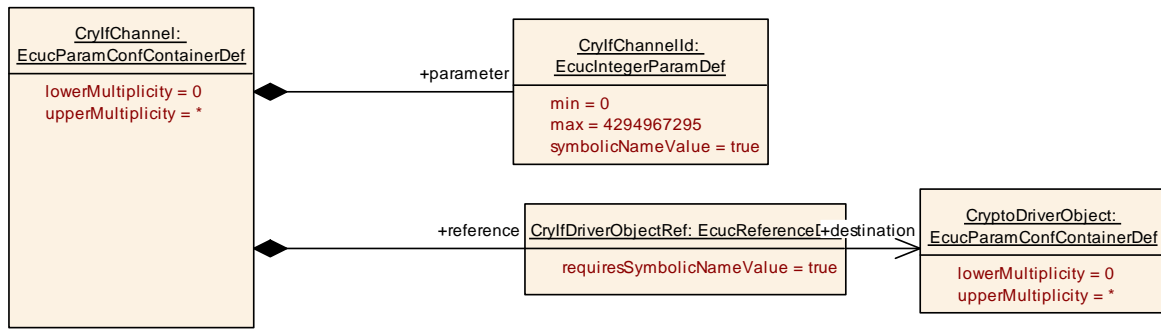 CryIfChannel:
EcucParamConfContainerDef
lowerMultiplicity = 0
upperMultiplicity = *
+parameter
CryIfChannelId:
EcucIntegerParamDef
min = 0
max = 4294967295
symbolicNameValue = true
+reference
CryIfDriverObjectRef: +destination
requiresSymbolicNameValue = true
CryptoDriverObject:
EcucParamConfContainerDef
lowerMultiplicity = 0
upperMultiplicity = *